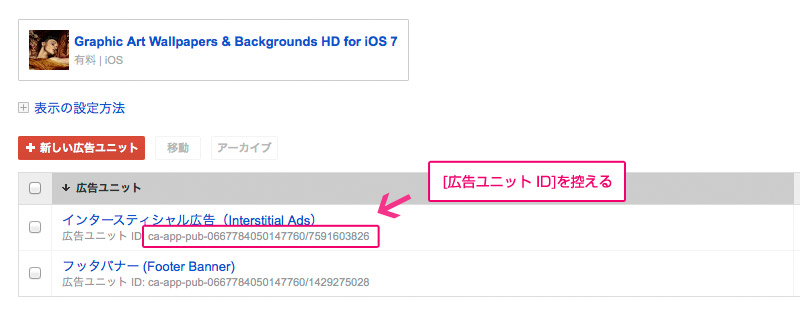 Graphic Art Wallpapers & Backgrounds HD for iOS 7
有料 | iOS
表示の設定方法
新しい広告ユニット 移動 アーカイブ
[広告ユニット ID]を控える
広告ユニット
インタースティシャル広告（Interstitial Ads）
広告ユニット ID: ca-app-pub-0667784050147760/7591603826
フッタバナー (Footer Banner)
広告ユニット ID: ca-app-pub-0667784050147760/1429275028